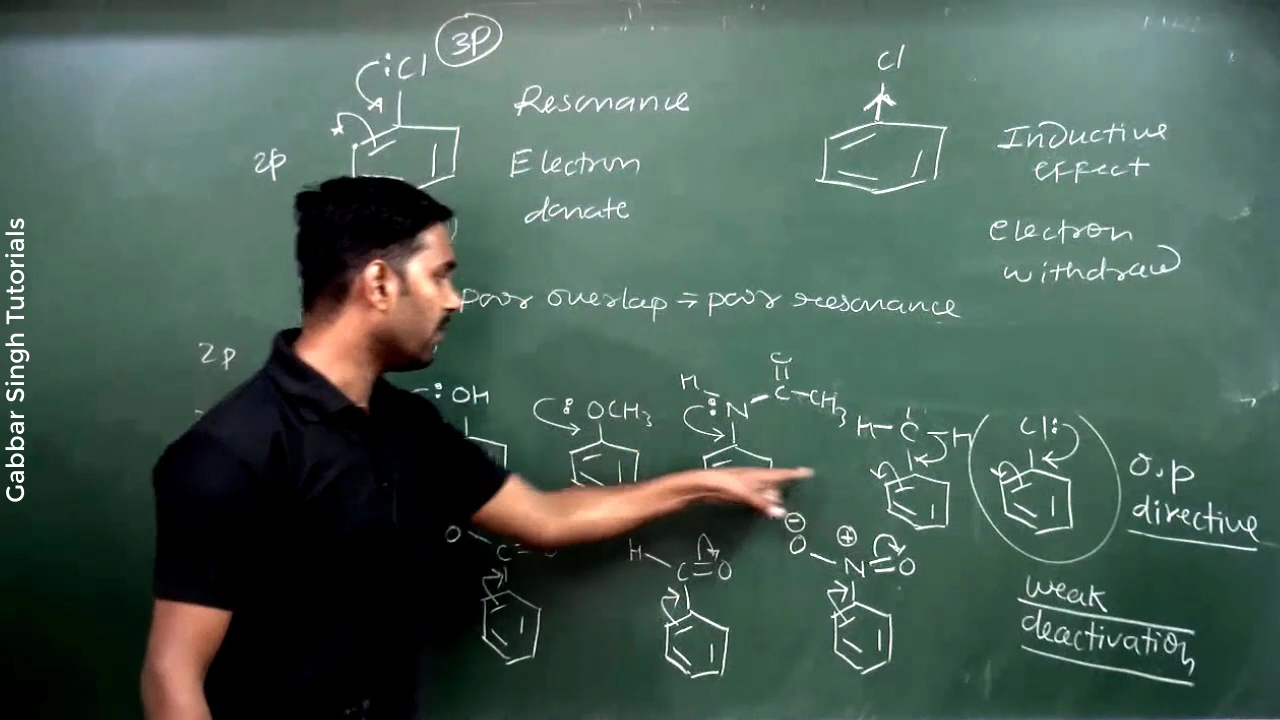 Gabbar Singh Tutorials
3p
:Cl
2p
Resonance
Electron
donate
Cl
Inductive
effect
electron
withdraw
poor overlap = poor resonance
2p
:OH
:OCH3
H
:N
C
CH3
H
C
H
Cl:
o,p
directive
O
C=
H
C=O
O
⊖
N
⊕
=O
weak
deactivation